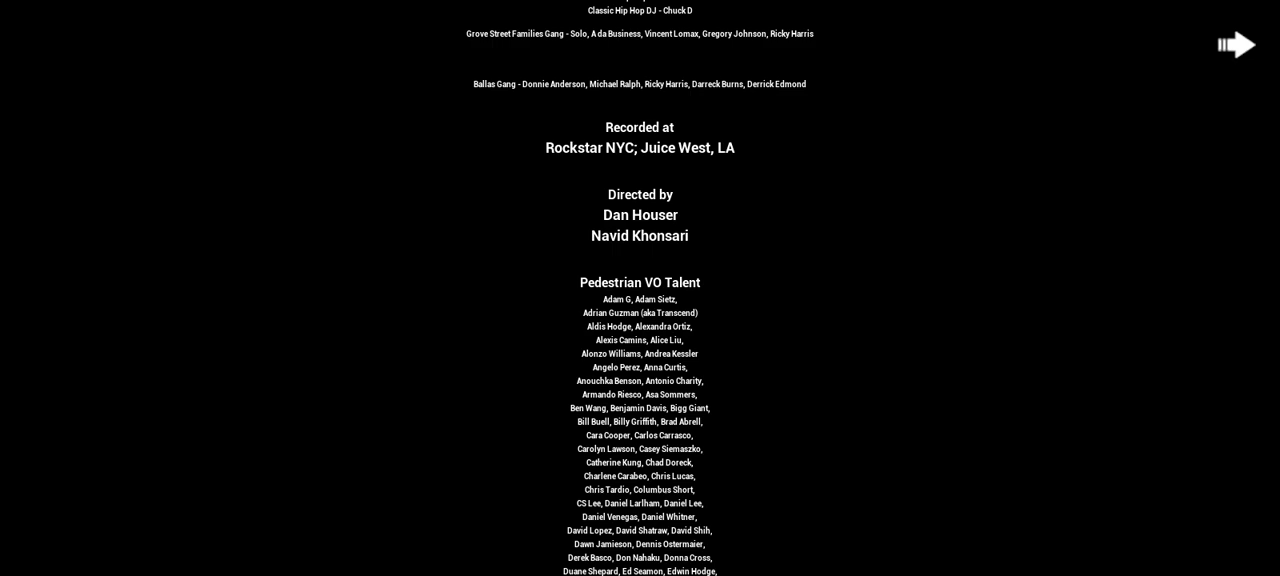 Classic Hip Hop DJ - Chuck D
Grove Street Families Gang - Solo, A da Business, Vincent Lomax, Gregory Johnson, Ricky Harris
Ballas Gang - Donnie Anderson, Michael Ralph, Ricky Harris, Darreck Burns, Derrick Edmond
Recorded at
Rockstar NYC; Juice West, LA
Directed by
Dan Houser
Navid Khonsari
Pedestrian VO Talent
Adam G, Adam Sietz,
Adrian Guzman (aka Transcend)
Aldis Hodge, Alexandra Ortiz,
Alexis Camins, Alice Liu,
Alonzo Williams, Andrea Kessler
Angelo Perez, Anna Curtis,
Anouchka Benson, Antonio Charity,
Armando Riesco, Asa Sommers,
Ben Wang, Benjamin Davis, Bigg Giant,
Bill Buell, Billy Griffith, Brad Abrell,
Cara Cooper, Carlos Carrasco,
Carolyn Lawson, Casey Siemaszko,
Catherine Kung, Chad Doreck,
Charlene Carabeo, Chris Lucas,
Chris Tardio, Columbus Short,
CS Lee, Daniel Larlham, Daniel Lee,
Daniel Venegas, Daniel Whitner,
David Lopez, David Shatraw, David Shih,
Dawn Jamieson, Dennis Ostermaier,
Derek Basco, Don Nahaku, Donna Cross,
Duane Shepard, Ed Seamon, Edwin Hodge,